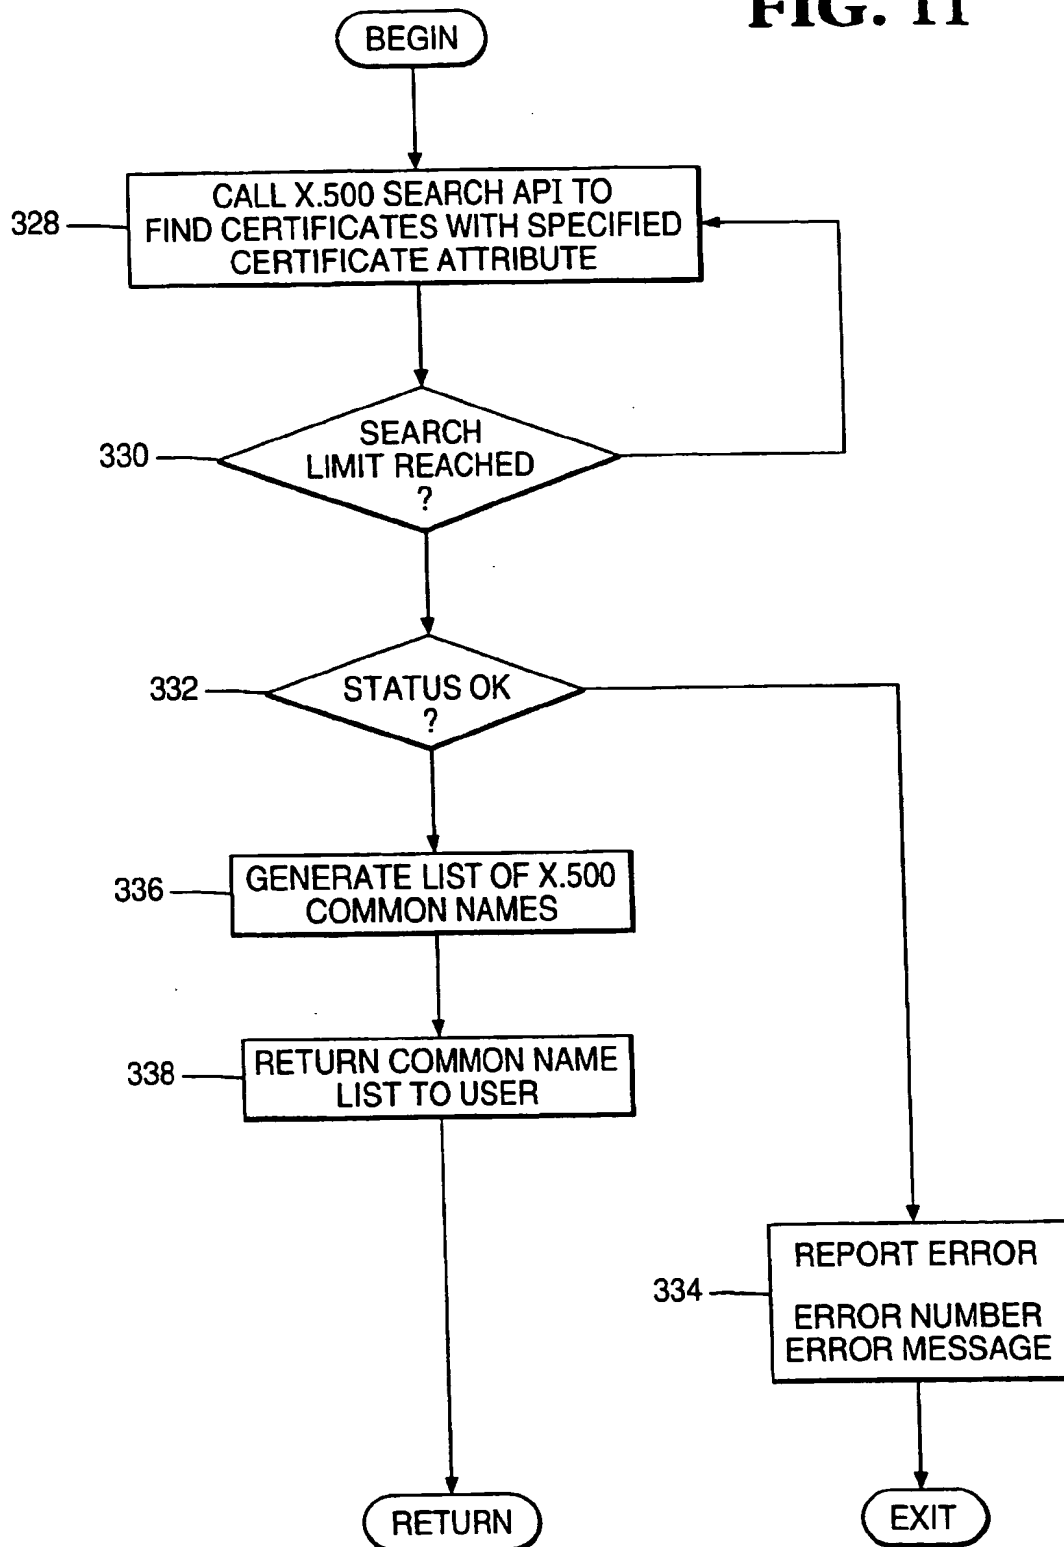 FIG. 11
BEGIN
328
CALL X.500 SEARCH API TO
FIND CERTIFICATES WITH SPECIFIED
CERTIFICATE ATTRIBUTE
330
SEARCH
LIMIT REACHED
?
332
STATUS OK
?
336
GENERATE LIST OF X.500
COMMON NAMES
338
RETURN COMMON NAME
LIST TO USER
334
REPORT ERROR
ERROR NUMBER
ERROR MESSAGE
RETURN
EXIT